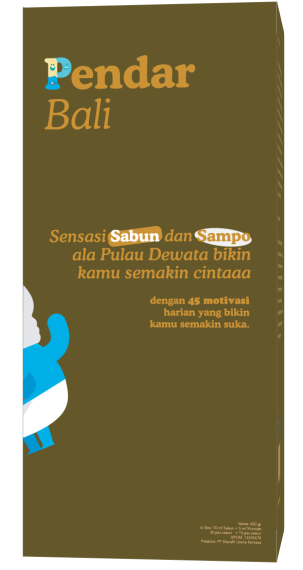 Pendar
Bali
Sensasi Sabun dan Sampo
ala Pulau Dewata bikin
kamu semakin cintaaa
dengan 45 motivasi
harian yang bikin
kamu semakin suka.